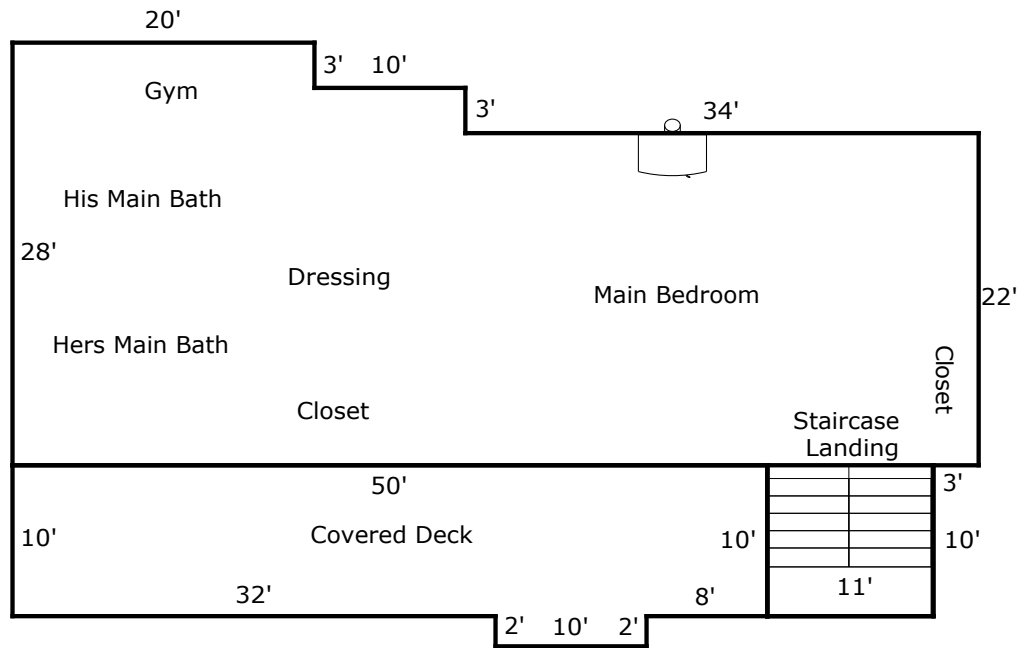 20'
3' 10'
Gym
3'
34'
His Main Bath
28'
Dressing
Main Bedroom
22'
Hers Main Bath
Closet
Closet
Staircase
Landing
50'
3'
10'
Covered Deck
10'
10'
32'
8'
11'
2' 10' 2'